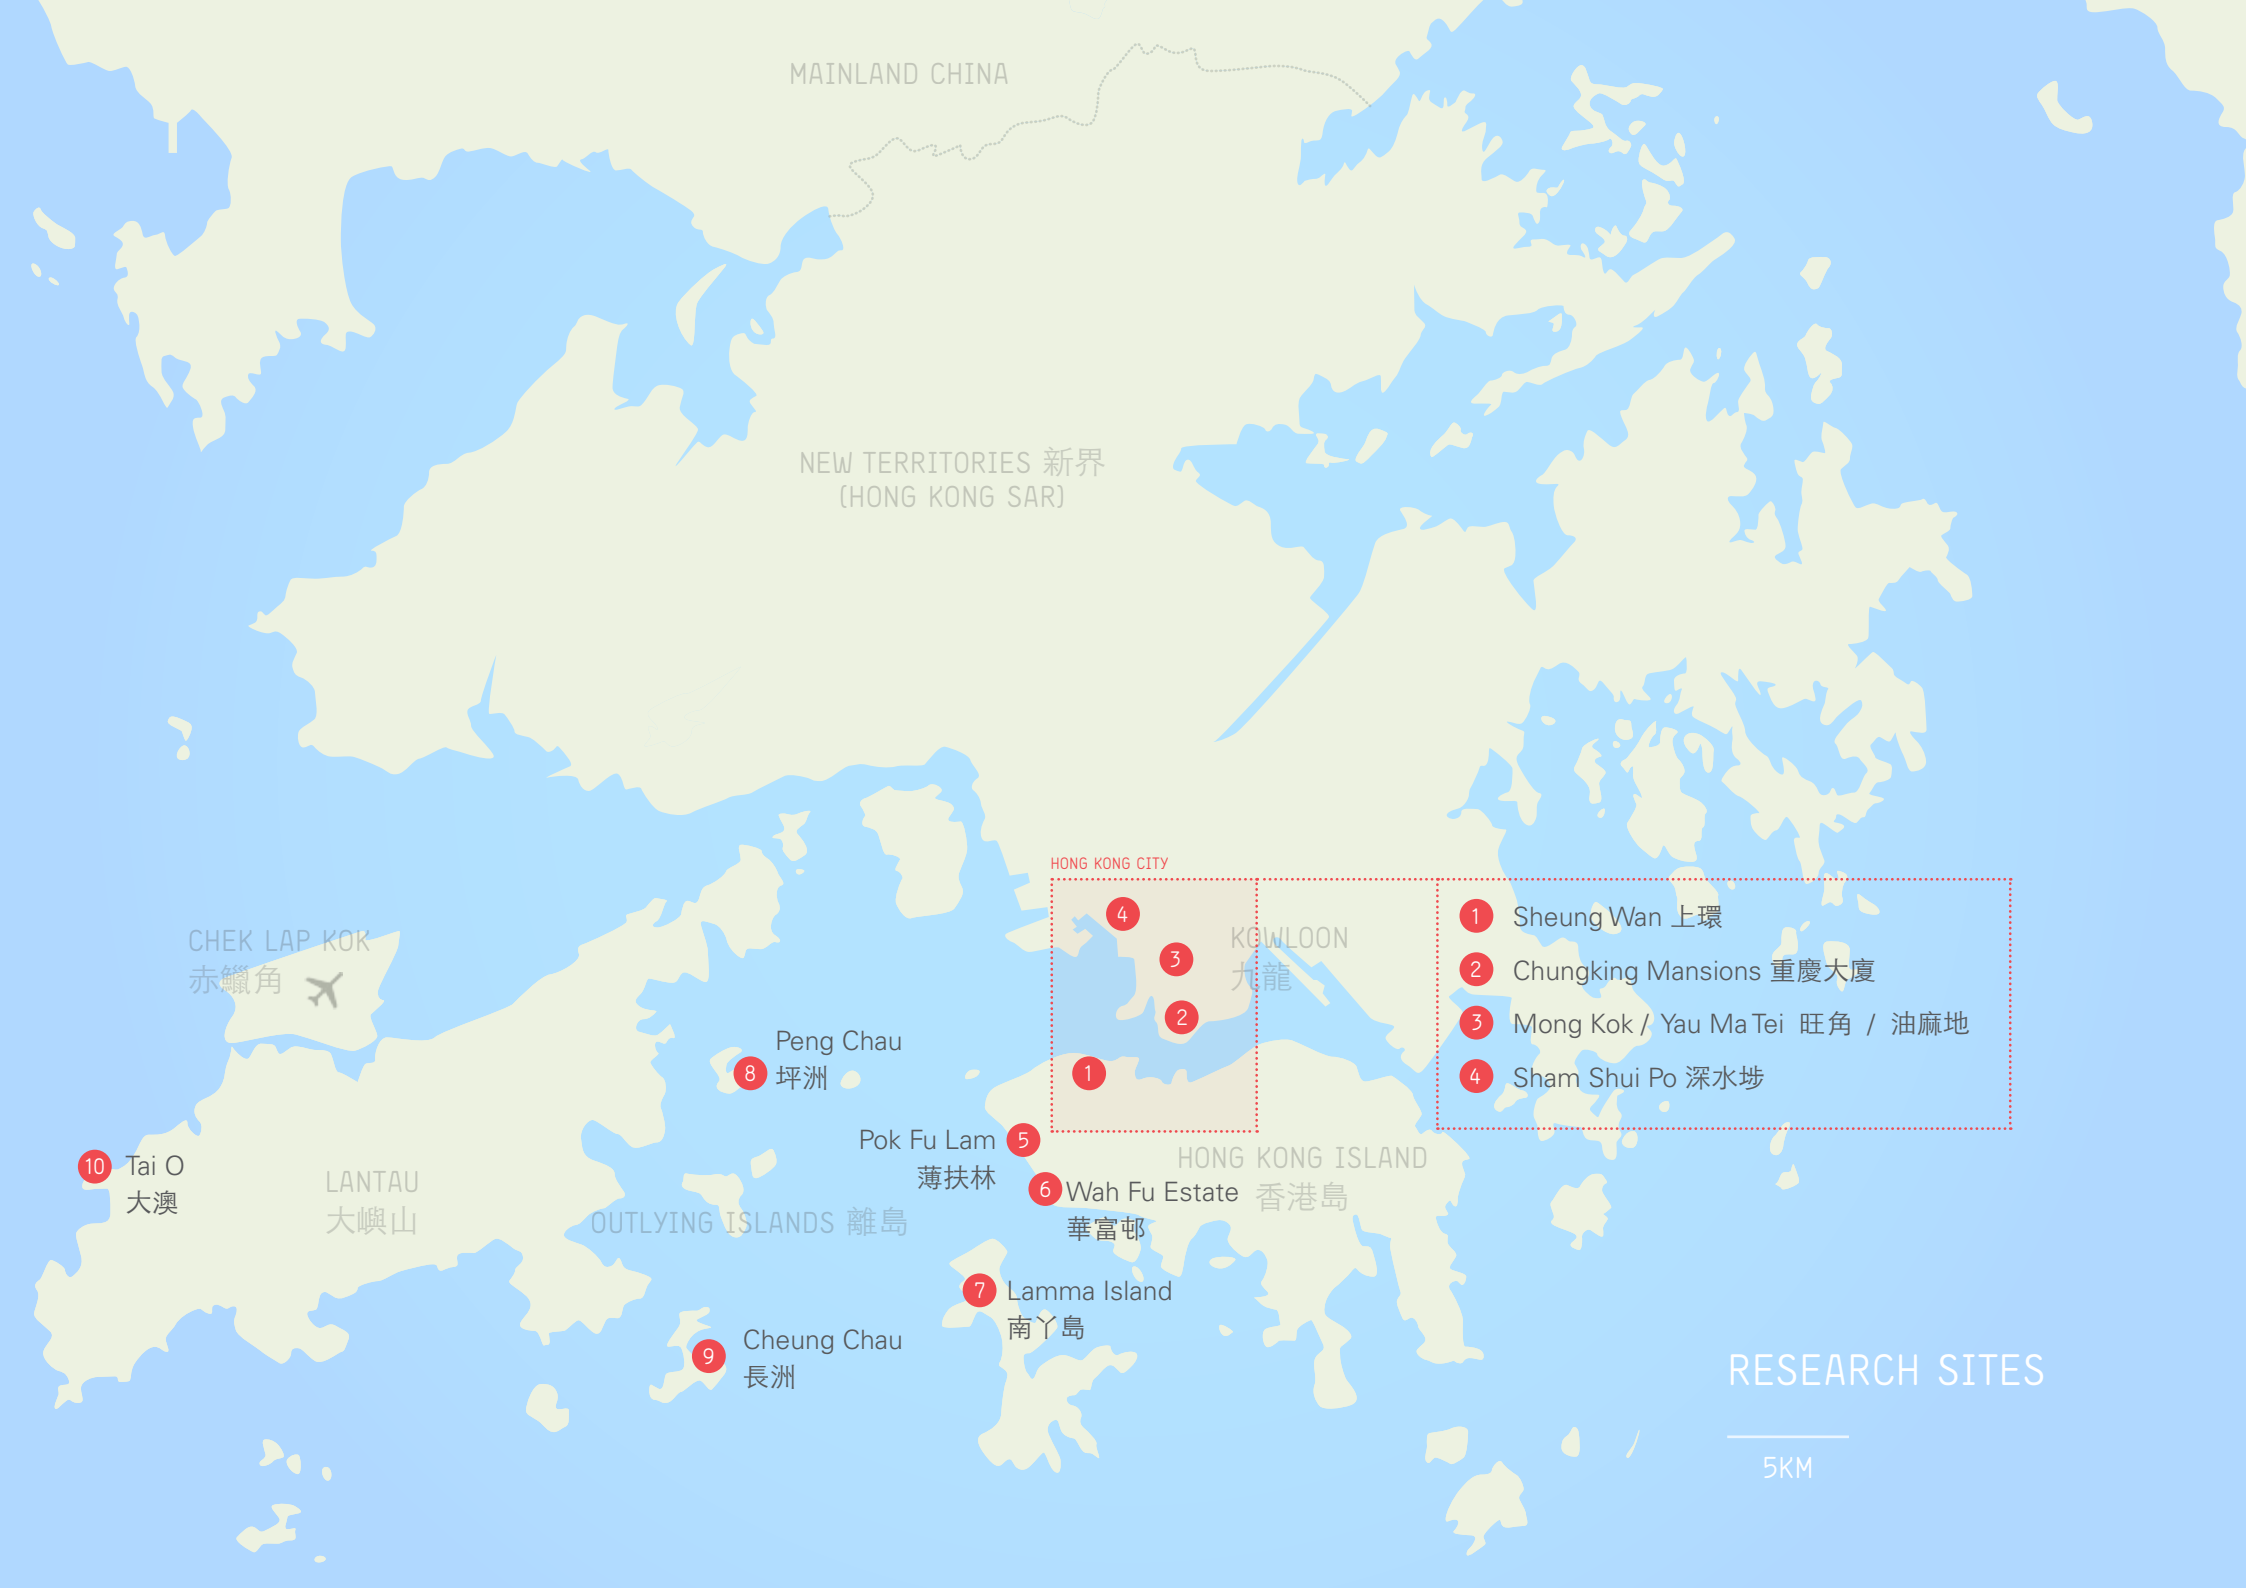 MAINLAND CHINA
NEW TERRITORIES 新界
(HONG KONG SAR)
HONG KONG CITY
4
3
2
1
KOWLOON
九龍
1 Sheung Wan 上環
2 Chungking Mansions 重慶大廈
3 Mong Kok / Yau Ma Tei 旺角 / 油麻地
4 Sham Shui Po 深水埗
CHEK LAP KOK
赤鱲角
8 Peng Chau
坪洲
5 Pok Fu Lam
薄扶林
HONG KONG ISLAND
香港島
10 Tai O
大澳
LANTAU
大嶼山
6 Wah Fu Estate
華富邨
OUTLYING ISLANDS 離島
7 Lamma Island
南丫島
9 Cheung Chau
長洲
RESEARCH SITES
5KM